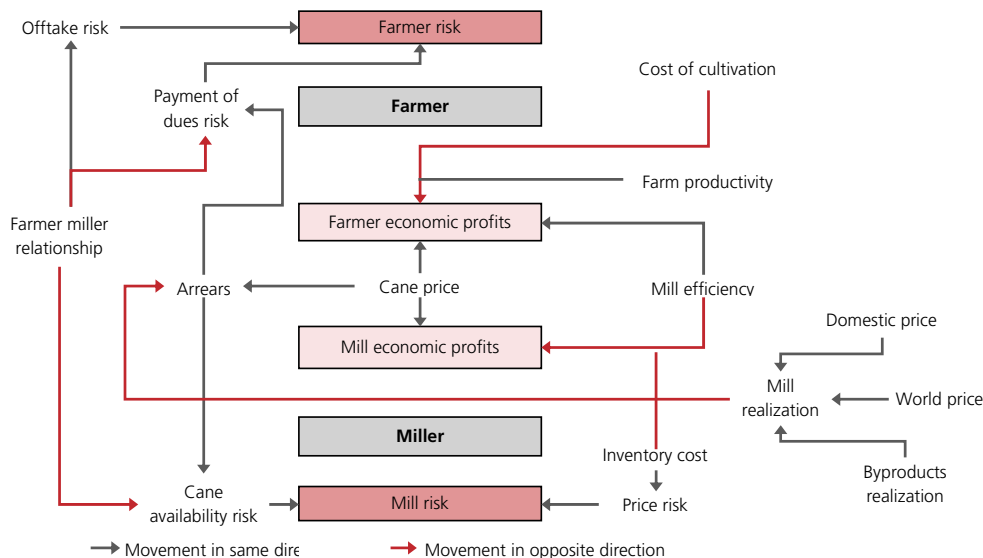 Offtake risk
Farmer risk
Cost of cultivation
Payment of
dues risk
Farmer
Farm productivity
Farmer miller
relationship
Farmer economic profits
Arrears
Cane price
Mill efficiency
Domestic price
Mill economic profits
Mill
realization
World price
Miller
Inventory cost
Byproducts
realization
Cane
availability risk
Mill risk
Price risk
Movement in same dire
Movement in opposite direction